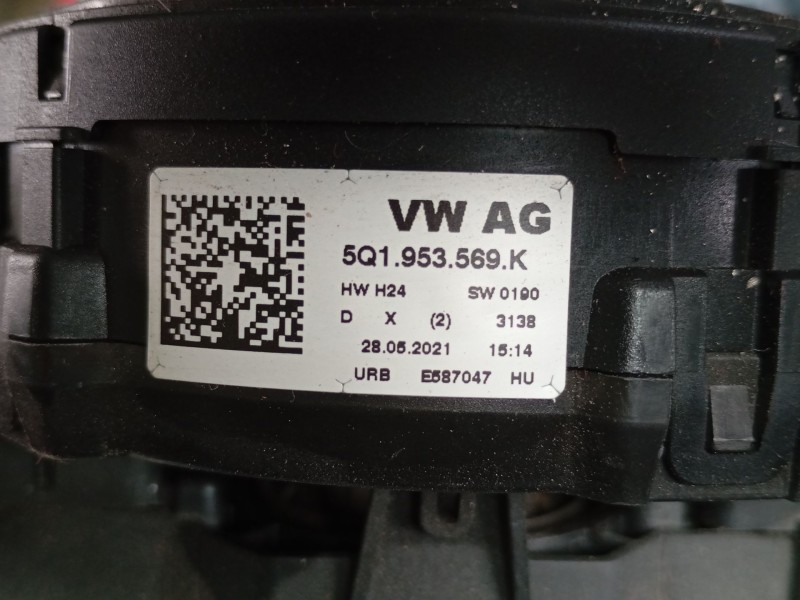 VW AG
5Q1.953.569.K
HW H24 SW 0190
D X (2) 3138
28.05.2021 15:14
URB E587047 HU